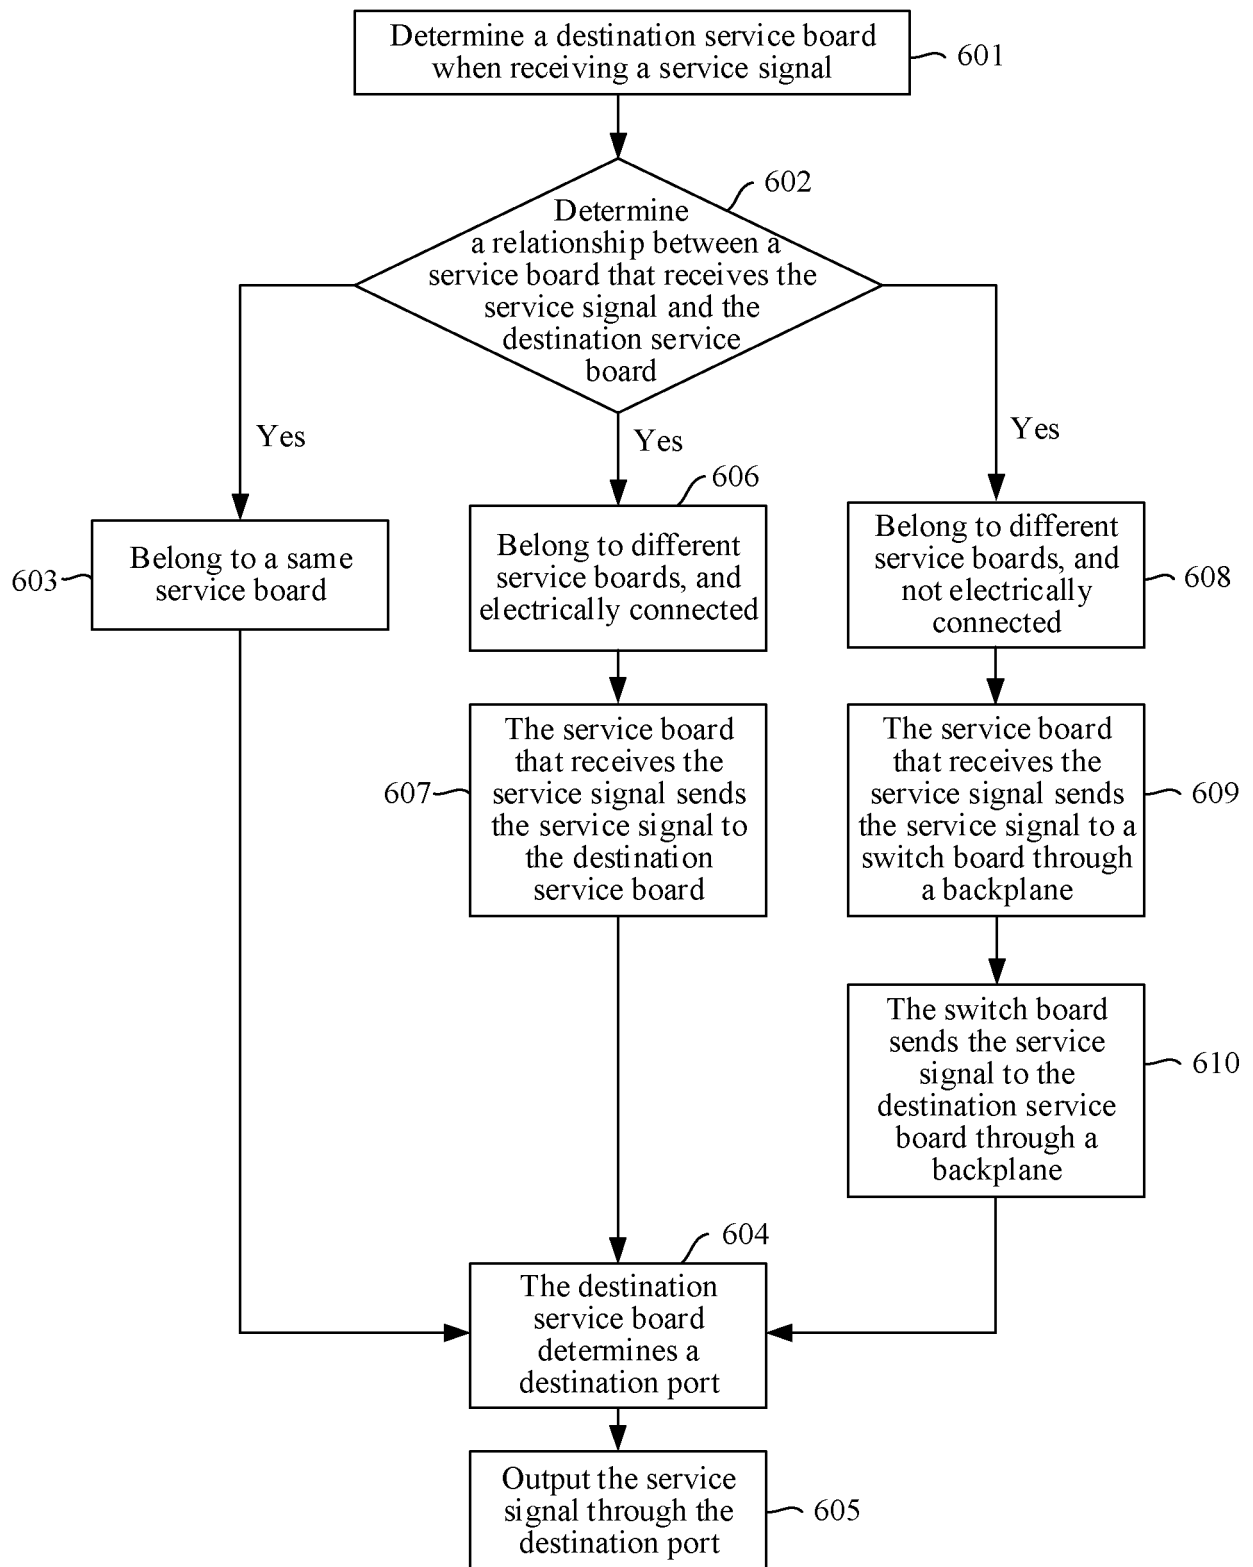 Determine a destination service board
when receiving a service signal
601
602
Determine
a relationship between a
service board that receives the
service signal and the
destination service
board
Yes
Yes
Yes
603
Belong to a same
service board
606
Belong to different
service boards, and
electrically connected
Belong to different
service boards, and
not electrically
connected
608
607
The service board
that receives the
service signal sends
the service signal to
the destination
service board
The service board
that receives the
service signal sends
the service signal to a
switch board through
a backplane
609
The switch board
sends the service
signal to the
destination service
board through a
backplane
610
604
The destination
service board
determines a
destination port
Output the service
signal through the
destination port
605